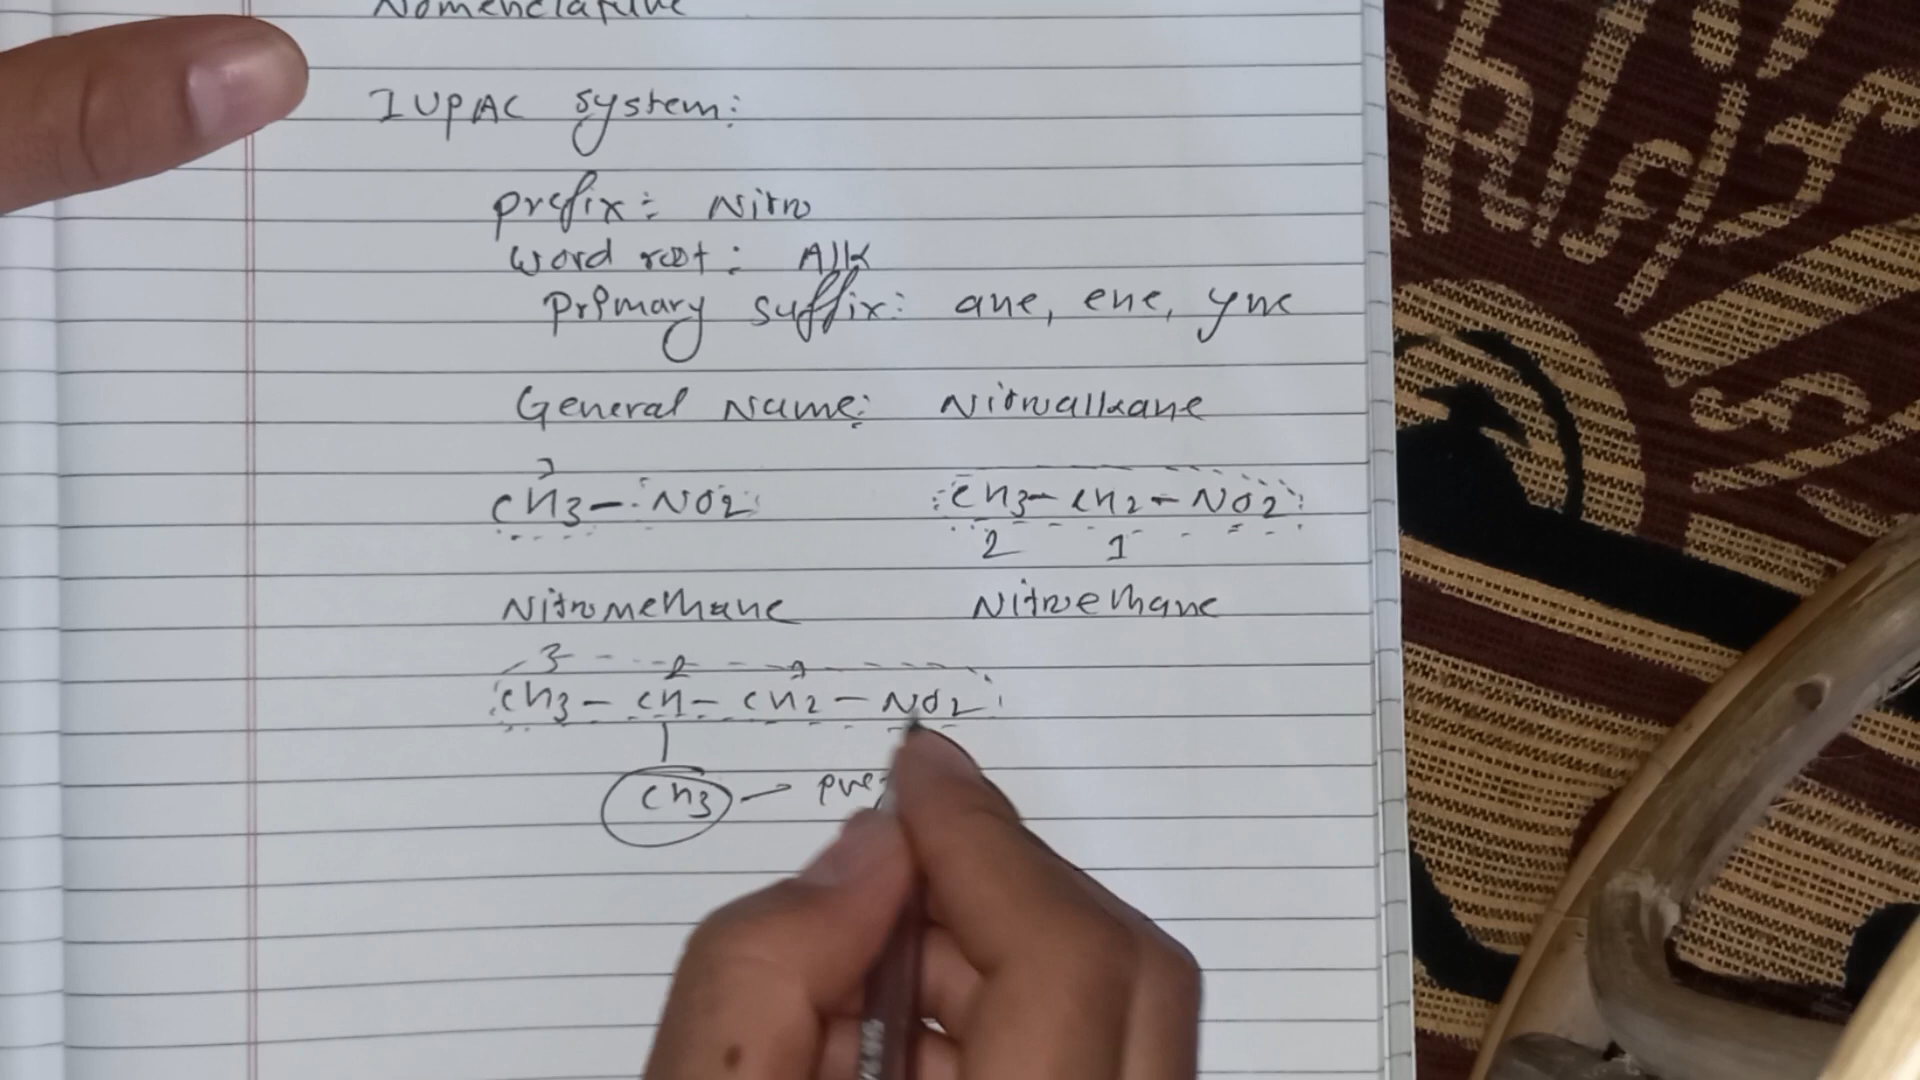 Nomenclature
IUPAC system:
prefix: Nitro
word root: Alk
Primary suffix: ane, ene, yne
General Name: Nitroalkane
CH3-NO2 CH3-CH2-NO2
2 1
Nitromethane Nitroethane
3 2 1
CH3-CH-CH2-NO2
CH3